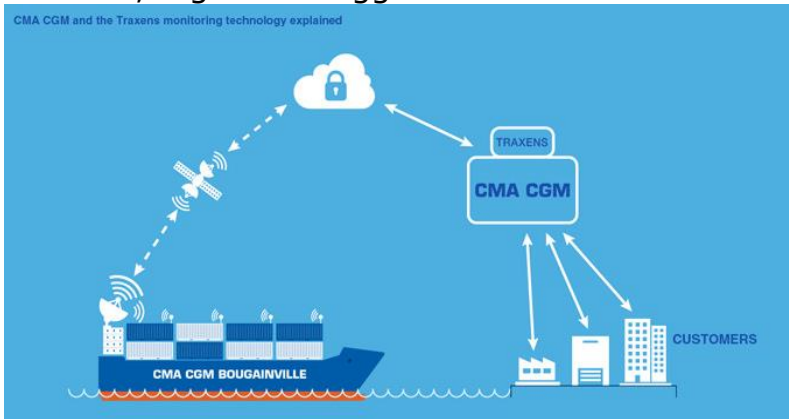 CMA CGM and the Traxens monitoring technology explained
TRAXENS
CMA CGM
CUSTOMERS
CMA CGM BOUGAINVILLE